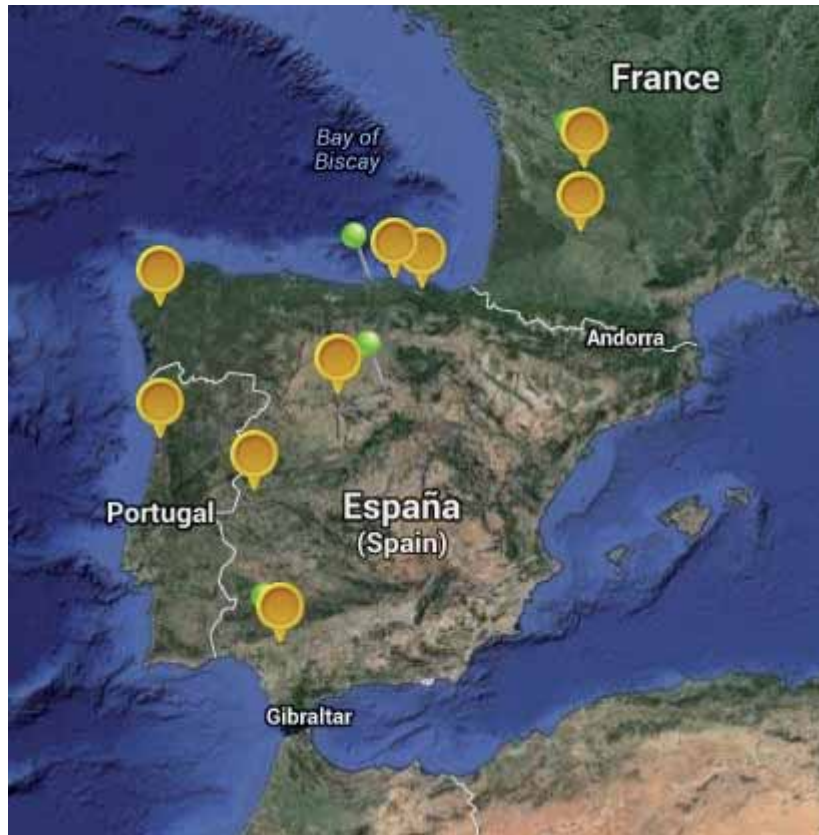 France
Bay of
Biscay
Andorra
Portugal
España
(Spain)
Gibraltar